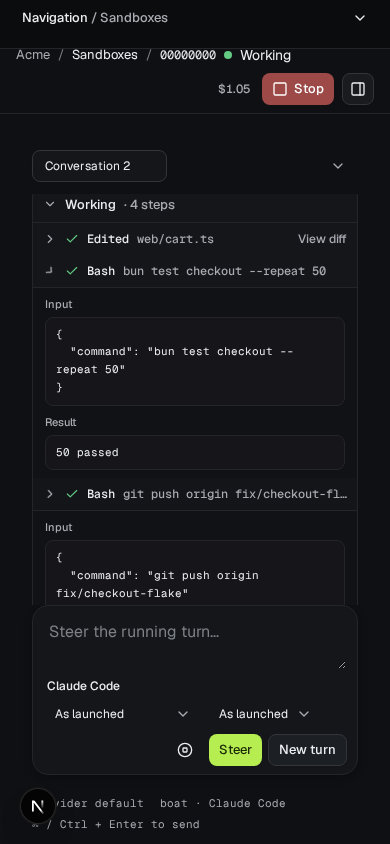 Navigation / Sandboxes
Acme / Sandboxes / 00000000 Working
$1.05 Stop
Conversation 2
Working · 4 steps
Edited web/cart.ts View diff
Bash bun test checkout --repeat 50
Input
{
"command": "bun test checkout --
repeat 50"
}
Result
50 passed
Bash git push origin fix/checkout-fl…
Input
{
"command": "git push origin
fix/checkout-flake"
Steer the running turn…
Claude Code
As launched As launched
Steer New turn
N vider default boat · Claude Code
/ Ctrl + Enter to send